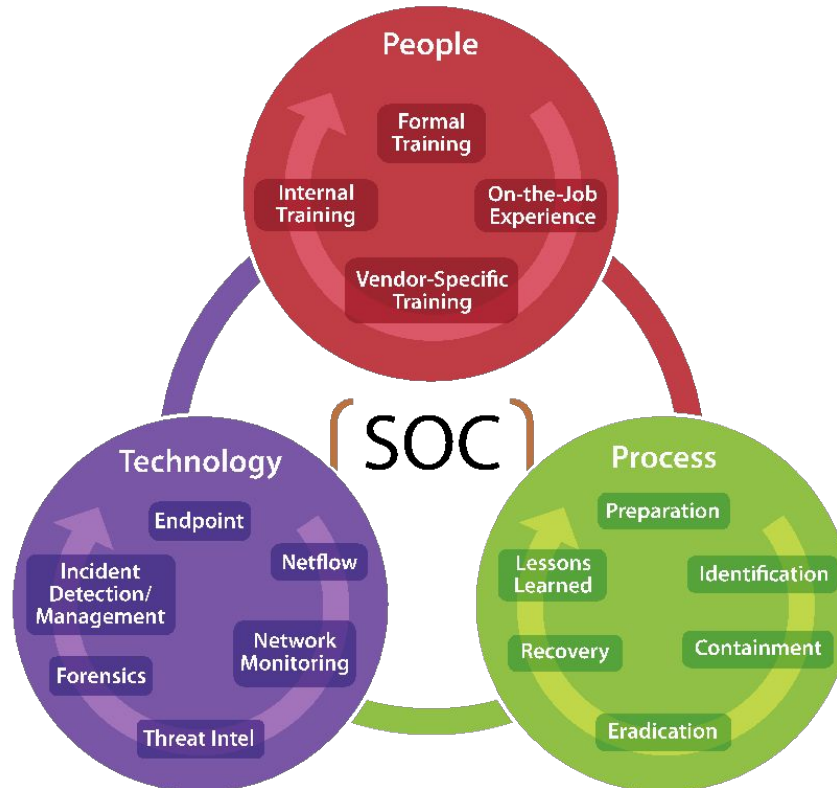 People
Formal
Training
Internal
Training
On-the-Job
Experience
Vendor-Specific
Training
SOC
Technology
Endpoint
Netflow
Incident
Detection/
Management
Network
Monitoring
Forensics
Threat Intel
Process
Preparation
Lessons
Learned
Identification
Recovery
Containment
Eradication